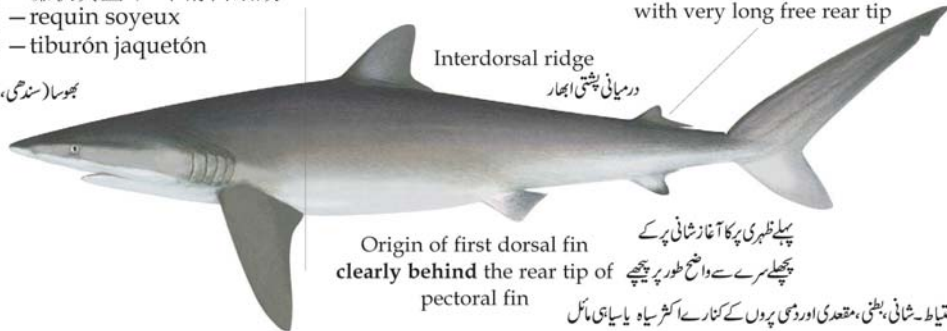 — requin soyeux
— tiburón jaquetón
with very long free rear tip
Interdorsal ridge
درمیانی پشتی ابھار
بھوسا (سندھی،
Origin of first dorsal fin
clearly behind the rear tip of
pectoral fin
پہلے ظہری پر کا آغاز شانی پر کے
پچھلے سرے سے واضح طور پر پیچھے
شانی، بطنی، مقعدی اور دمی پروں کے کنارے اکثر سیاہ یا سیاہی مائل